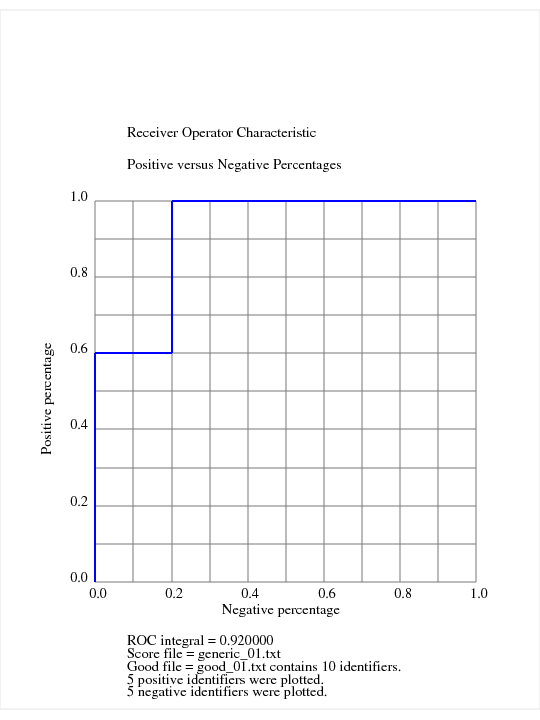 Receiver Operator Characteristic
Positive versus Negative Percentages
1.0
0.8
0.6
0.4
0.2
0.0
Positive percentage
0.0 0.2 0.4 0.6 0.8 1.0
Negative percentage
ROC integral = 0.920000
Score file = generic_01.txt
Good file = good_01.txt contains 10 identifiers.
5 positive identifiers were plotted.
5 negative identifiers were plotted.